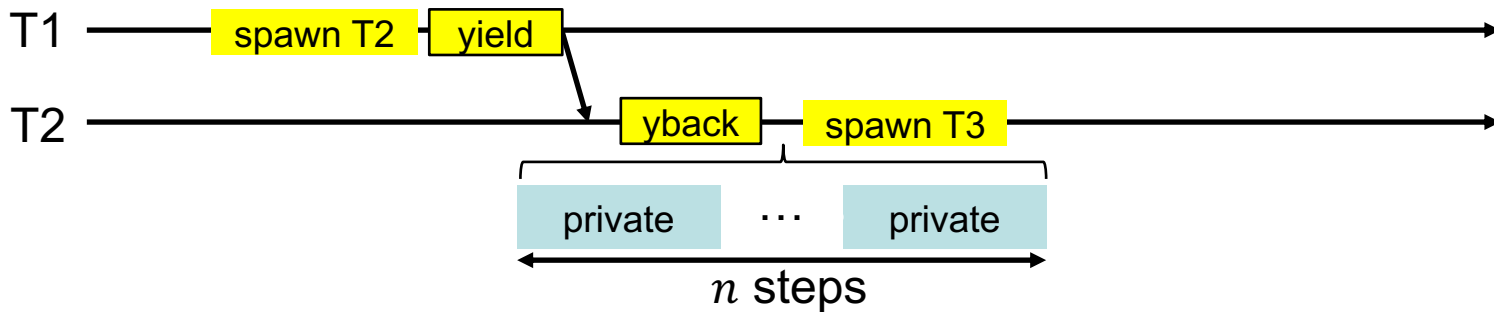 T1 spawn T2 yield
T2 yback spawn T3
private ... private
n steps